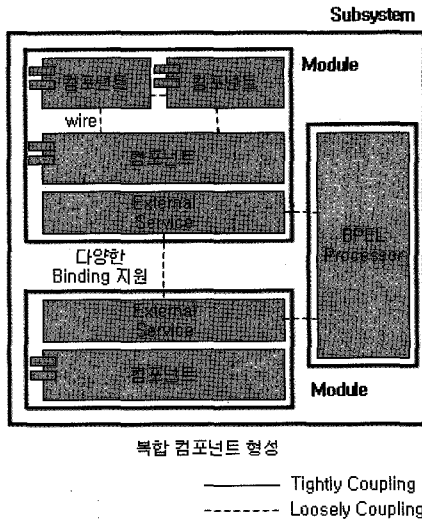 Subsystem
Module
컴포넌트
컴포넌트
wire
컴포넌트
External
Service
BPEL
Processor
다양한
Binding 지원
External
Service
컴포넌트
Module
복합 컴포넌트 형성
Tightly Coupling
Loosely Coupling